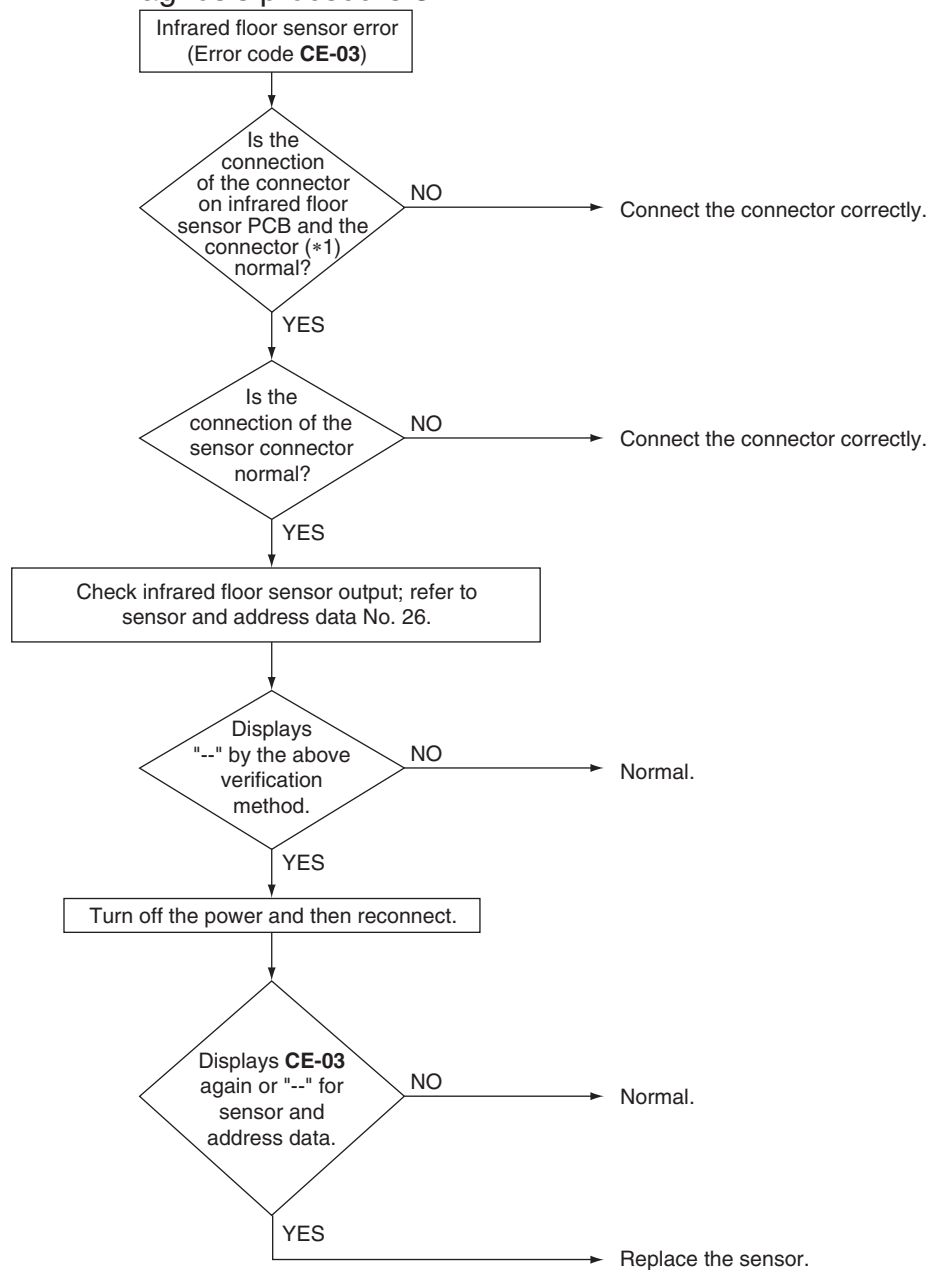 Infrared floor sensor error
(Error code CE-03)
Is the
connection
of the connector
on infrared floor
sensor PCB and the
connector (*1)
normal?
NO
Connect the connector correctly.
YES
Is the
connection of the
sensor connector
normal?
NO
Connect the connector correctly.
YES
Check infrared floor sensor output; refer to
sensor and address data No. 26.
Displays
"--" by the above
verification
method.
NO
Normal.
YES
Turn off the power and then reconnect.
Displays CE-03
again or "--" for
sensor and
address data.
NO
Normal.
YES
Replace the sensor.